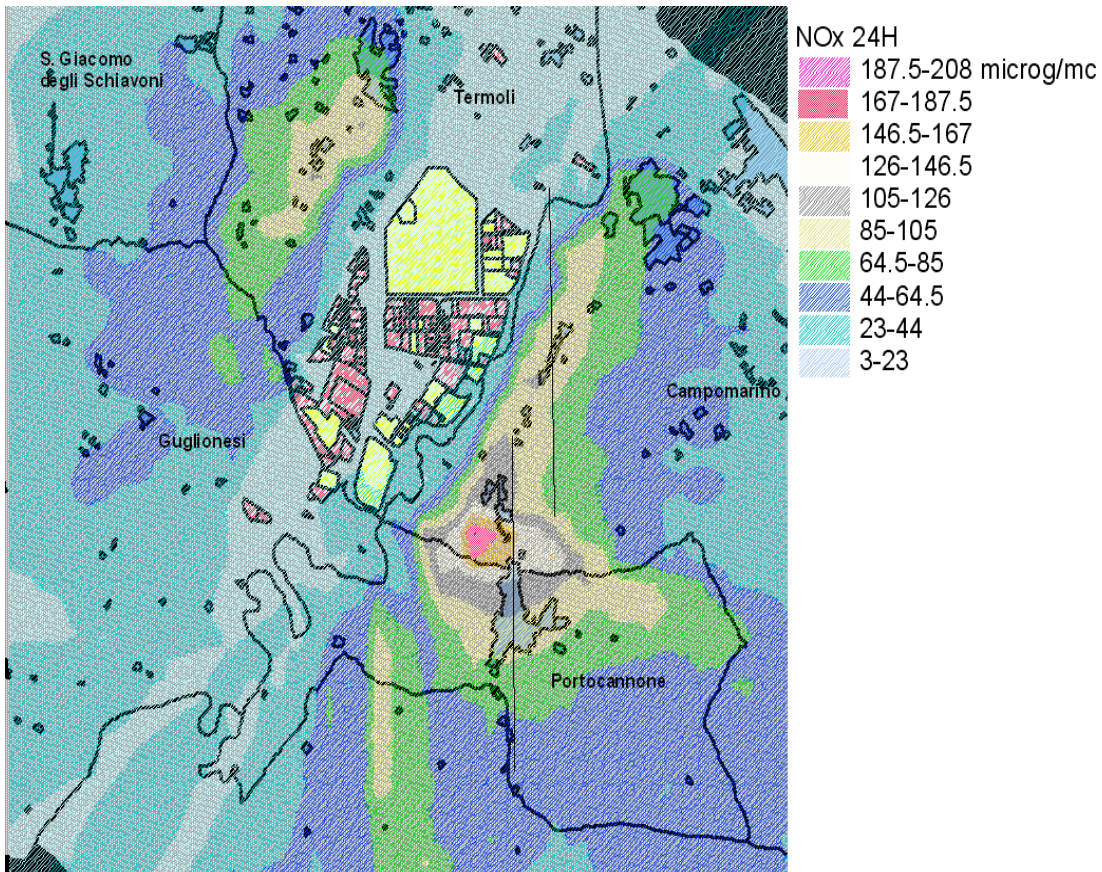 S. Giacomo
degli Schiavoni
Termoli
Campomarino
Guglionesi
Portocannone
NOx 24H
187.5-208 microg/mc
167-187.5
146.5-167
126-146.5
105-126
85-105
64.5-85
44-64.5
23-44
3-23